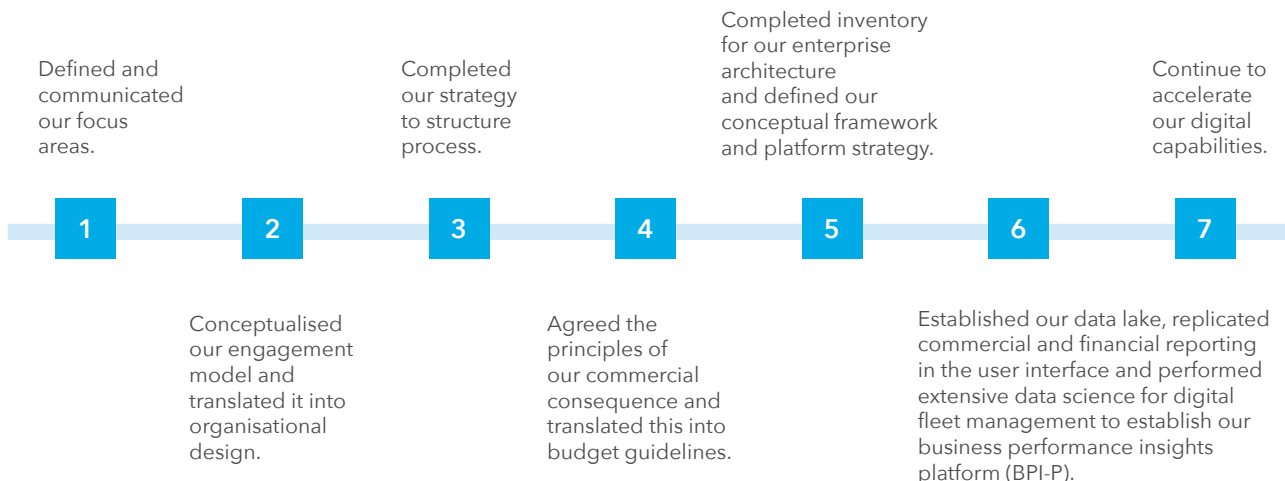 Defined and
communicated
our focus
areas.
Completed
our strategy
to structure
process.
Completed inventory
for our enterprise
architecture
and defined our
conceptual framework
and platform strategy.
Continue to
accelerate
our digital
capabilities.
1
2
3
4
5
6
7
Conceptualised
our engagement
model and
translated it into
organisational
design.
Agreed the
principles of
our commercial
consequence and
translated this into
budget guidelines.
Established our data lake, replicated
commercial and financial reporting
in the user interface and performed
extensive data science for digital
fleet management to establish our
business performance insights
platform (BPI-P).